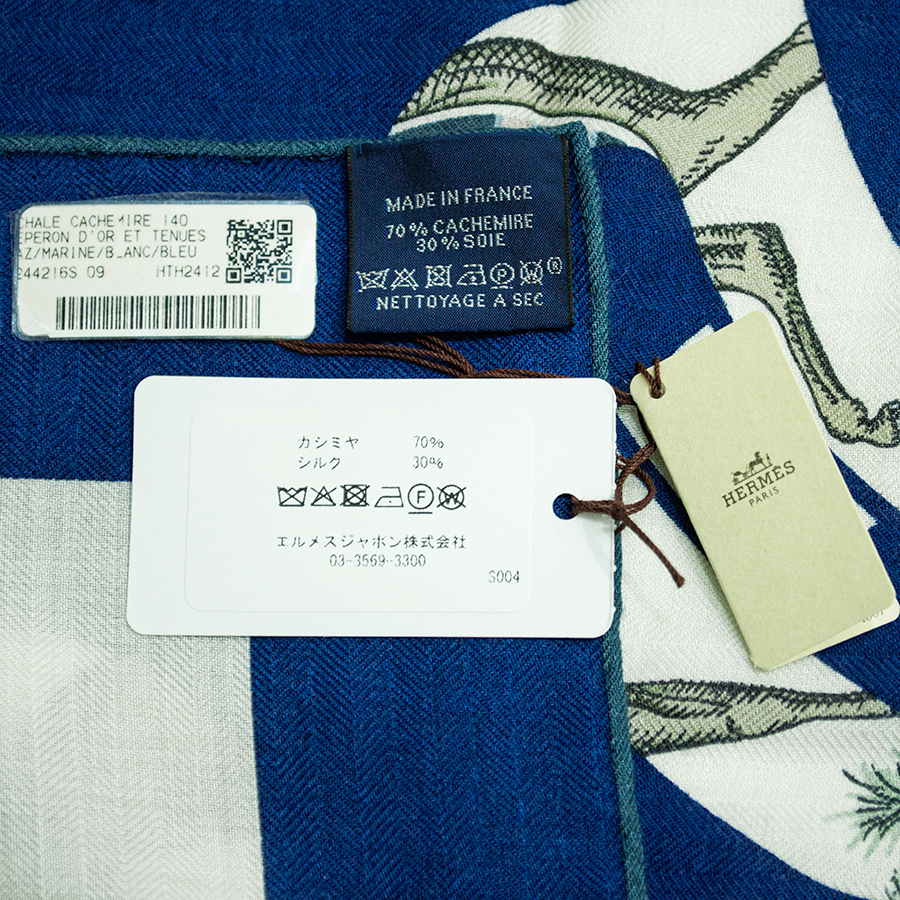 CHALE CACHEMIRE 140
EPERON D'OR ET TENUES
AZ/MARINE/B_ANC/BLEU
244216S 09 HTH2412
MADE IN FRANCE
70% CACHEMIRE
30% SOIE
®
NETTOYAGE A SEC
カシミヤ 70%
シルク 30%
F
W
エルメスジャポン株式会社
03-3569-3300
S004
HERMÈS
PARIS